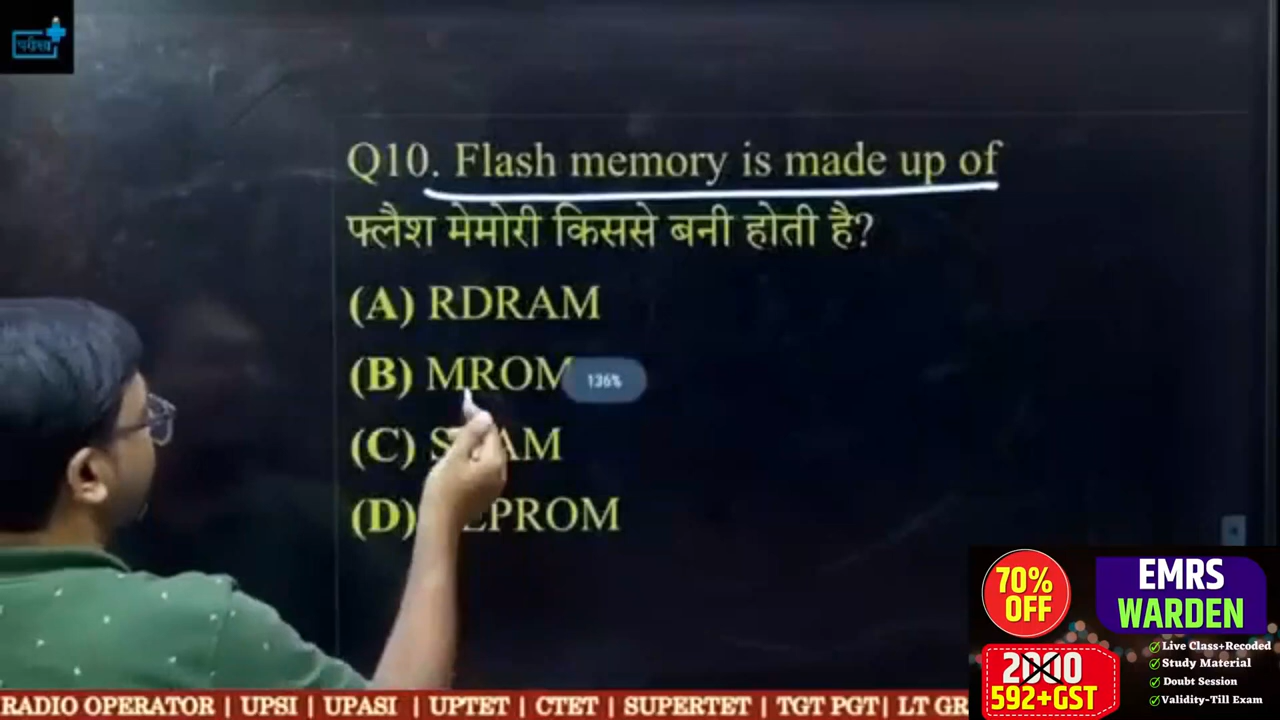 परीक्षा
Q10. Flash memory is made up of
फ्लैश मेमोरी किससे बनी होती है?
(A) RDRAM
(B) MROM
136%
(C)
(D)
70%
OFF
EMRS
WARDEN
2000
592+GST
Live Class+Recoded
Study Material
Doubt Session
Validity-Till Exam
RADIO OPERATOR | UPSI | UPASI | UPTET | CTET | SUPERTET | TGT PGT| LT GR